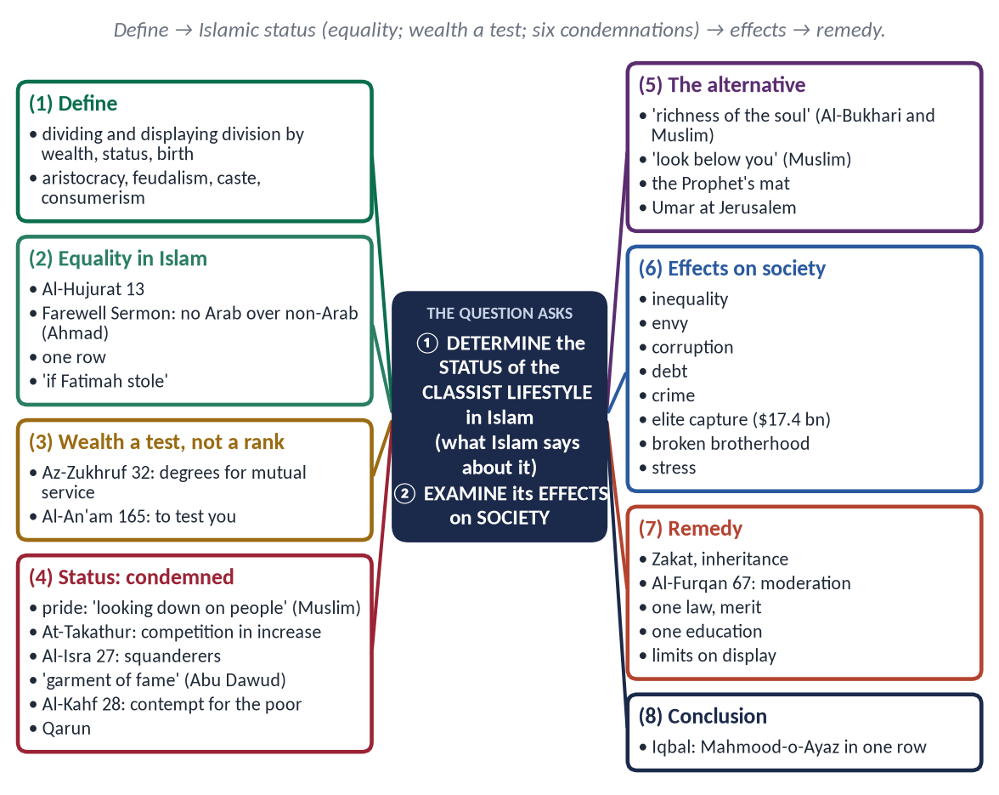 Define → Islamic status (equality; wealth a test; six condemnations) → effects → remedy.
(1) Define
• dividing and displaying division by
wealth, status, birth
• aristocracy, feudalism, caste,
consumerism
(2) Equality in Islam
• Al-Hujurat 13
• Farewell Sermon: no Arab over non-Arab
(Ahmad)
• one row
• 'if Fatimah stole'
(3) Wealth a test, not a rank
• Az-Zukhruf 32: degrees for mutual
service
• Al-An'am 165: to test you
(4) Status: condemned
• pride: 'looking down on people' (Muslim)
• At-Takathur: competition in increase
• Al-Isra 27: squanderers
• 'garment of fame' (Abu Dawud)
• Al-Kahf 28: contempt for the poor
• Qarun
THE QUESTION ASKS
① DETERMINE the
STATUS of the
CLASSIST LIFESTYLE
in Islam
(what Islam says
about it)
② EXAMINE its EFFECTS
on SOCIETY
(5) The alternative
• 'richness of the soul' (Al-Bukhari and
Muslim)
• 'look below you' (Muslim)
• the Prophet's mat
• Umar at Jerusalem
(6) Effects on society
• inequality
• envy
• corruption
• debt
• crime
• elite capture ($17.4 bn)
• broken brotherhood
• stress
(7) Remedy
• Zakat, inheritance
• Al-Furqan 67: moderation
• one law, merit
• one education
• limits on display
(8) Conclusion
• Iqbal: Mahmood-o-Ayaz in one row